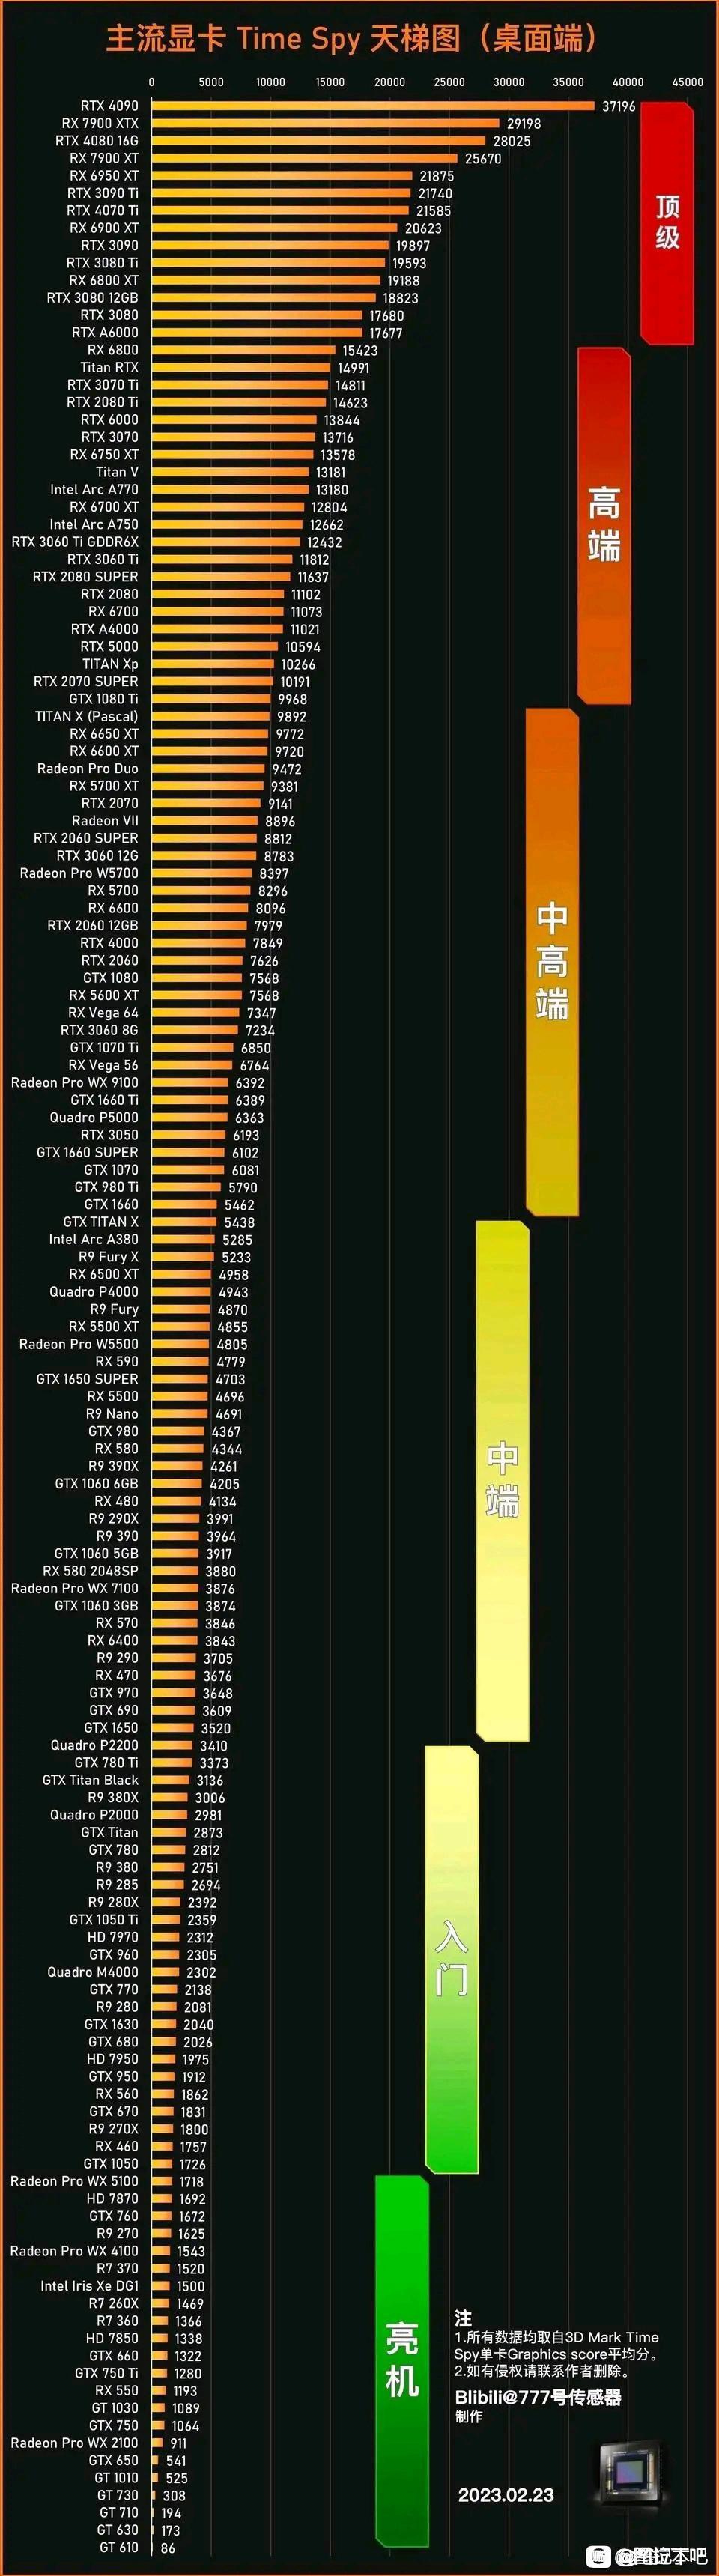 主流显卡 Time Spy 天梯图（桌面端）
0 5000 10000 15000 20000 25000 30000 35000 40000 45000
RTX 4090 37196
RX 7900 XTX 29198
RTX 4080 16G 28025
RX 7900 XT 25670
RX 6950 XT 21875
RTX 3090 Ti 21740
RTX 4070 Ti 21585
RX 6900 XT 20623
RTX 3090 19897
RTX 3080 Ti 19593
RX 6800 XT 19188
RTX 3080 12GB 18823
RTX 3080 17680
RTX A6000 17677
顶级
RX 6800 15423
Titan RTX 14991
RTX 3070 Ti 14811
RTX 2080 Ti 14623
RTX 6000 13844
RTX 3070 13716
RX 6750 XT 13578
Titan V 13181
Intel Arc A770 13180
RX 6700 XT 12804
Intel Arc A750 12662
RTX 3060 Ti GDDR6X 12432
RTX 3060 Ti 11812
RTX 2080 SUPER 11637
RTX 2080 11102
RX 6700 11073
RTX A4000 11021
RTX 5000 10594
TITAN Xp 10266
RTX 2070 SUPER 10191
GTX 1080 Ti 9968
高端
TITAN X (Pascal) 9892
RX 6650 XT 9772
RX 6600 XT 9720
Radeon Pro Duo 9472
RX 5700 XT 9381
RTX 2070 9141
Radeon VII 8896
RTX 2060 SUPER 8812
RTX 3060 12G 8783
Radeon Pro W5700 8397
RX 5700 8296
RX 6600 8096
RTX 2060 12GB 7979
RTX 4000 7849
RTX 2060 7626
GTX 1080 7568
RX 5600 XT 7568
RX Vega 64 7347
RTX 3060 8G 7234
GTX 1070 Ti 6850
RX Vega 56 6764
Radeon Pro WX 9100 6392
GTX 1660 Ti 6389
Quadro P5000 6363
RTX 3050 6193
GTX 1660 SUPER 6102
GTX 1070 6081
GTX 980 Ti 5790
GTX 1660 5462
中高端
GTX TITAN X 5438
Intel Arc A380 5285
R9 Fury X 5233
RX 6500 XT 4958
Quadro P4000 4943
R9 Fury 4870
RX 5500 XT 4855
Radeon Pro W5500 4805
RX 590 4779
GTX 1650 SUPER 4703
RX 5500 4696
R9 Nano 4691
GTX 980 4367
RX 580 4344
R9 390X 4261
GTX 1060 6GB 4205
RX 480 4134
R9 290X 3991
R9 390 3964
GTX 1060 5GB 3917
RX 580 2048SP 3880
Radeon Pro WX 7100 3876
GTX 1060 3GB 3874
RX 570 3846
RX 6400 3843
R9 290 3705
RX 470 3676
GTX 970 3648
GTX 690 3609
GTX 1650 3520
中端
Quadro P2200 3410
GTX 780 Ti 3373
GTX Titan Black 3136
R9 380X 3006
Quadro P2000 2981
GTX Titan 2873
GTX 780 2812
R9 380 2751
R9 285 2694
R9 280X 2392
GTX 1050 Ti 2359
HD 7970 2312
GTX 960 2305
Quadro M4000 2302
GTX 770 2138
R9 280 2081
GTX 1630 2040
GTX 680 2026
HD 7950 1975
GTX 950 1912
RX 560 1862
GTX 670 1831
R9 270X 1800
RX 460 1757
GTX 1050 1726
入门
Radeon Pro WX 5100 1718
HD 7870 1692
GTX 760 1672
R9 270 1625
Radeon Pro WX 4100 1543
R7 370 1520
Intel Iris Xe DG1 1500
R7 260X 1469
R7 360 1366
HD 7850 1338
GTX 660 1322
GTX 750 Ti 1280
RX 550 1193
GT 1030 1089
GTX 750 1064
Radeon Pro WX 2100 911
GTX 650 541
GT 1010 525
GT 730 308
GT 710 194
GT 630 173
GT 610 86
亮机
注
1.所有数据均取自3D Mark Time
Spy单卡Graphics score平均分。
2.如有侵权请联系作者删除。
Blibili@777号传感器
制作
2023.02.23